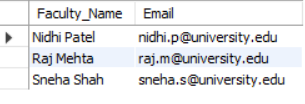 Faculty_Name Email
Nidhi Patel nidhi.p@university.edu
Raj Mehta raj.m@university.edu
Sneha Shah sneha.s@university.edu